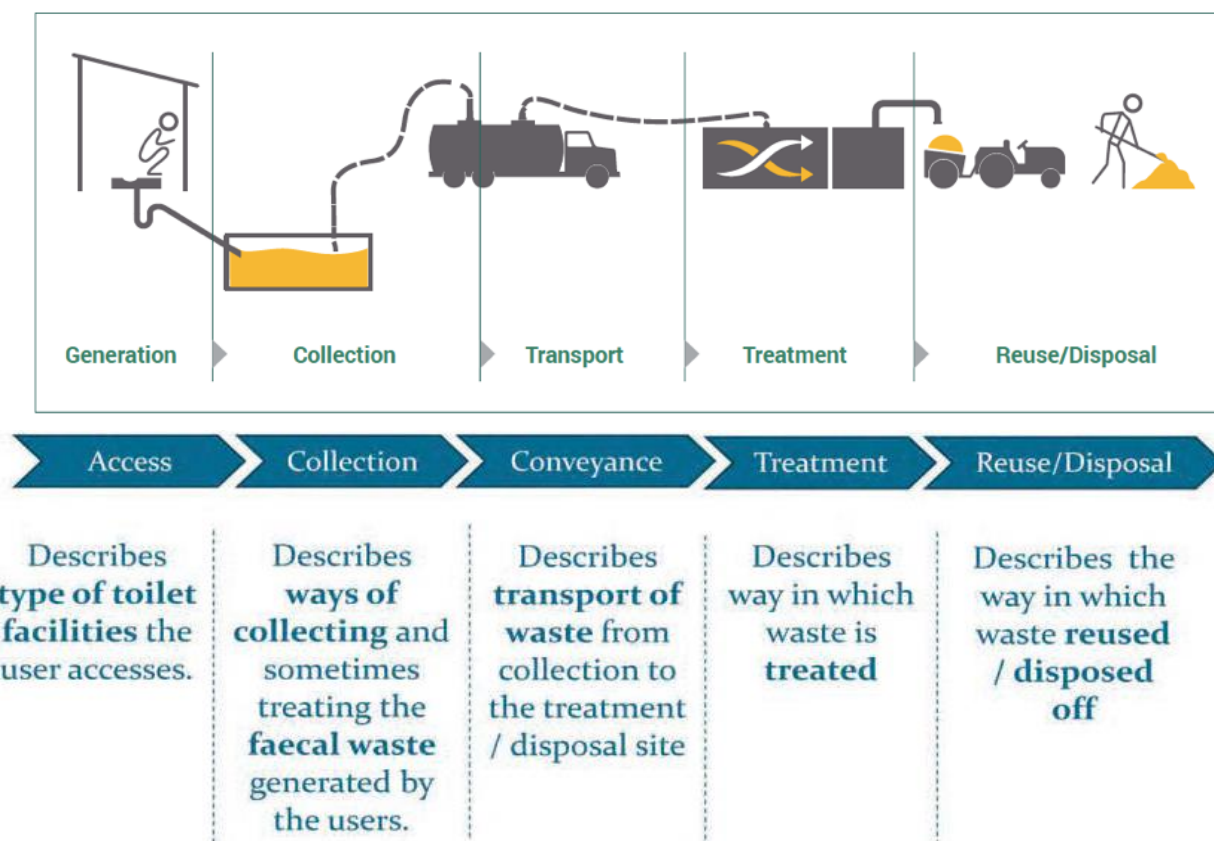 Generation
Collection
Transport
Treatment
Reuse/Disposal
Access
Collection
Conveyance
Treatment
Reuse/Disposal
Describes
type of toilet
facilities the
user accesses.
Describes
ways of
collecting and
sometimes
treating the
faecal waste
generated by
the users.
Describes
transport of
waste from
collection to
the treatment
/ disposal site
Describes
way in which
waste is
treated
Describes the
way in which
waste reused
/ disposed
off